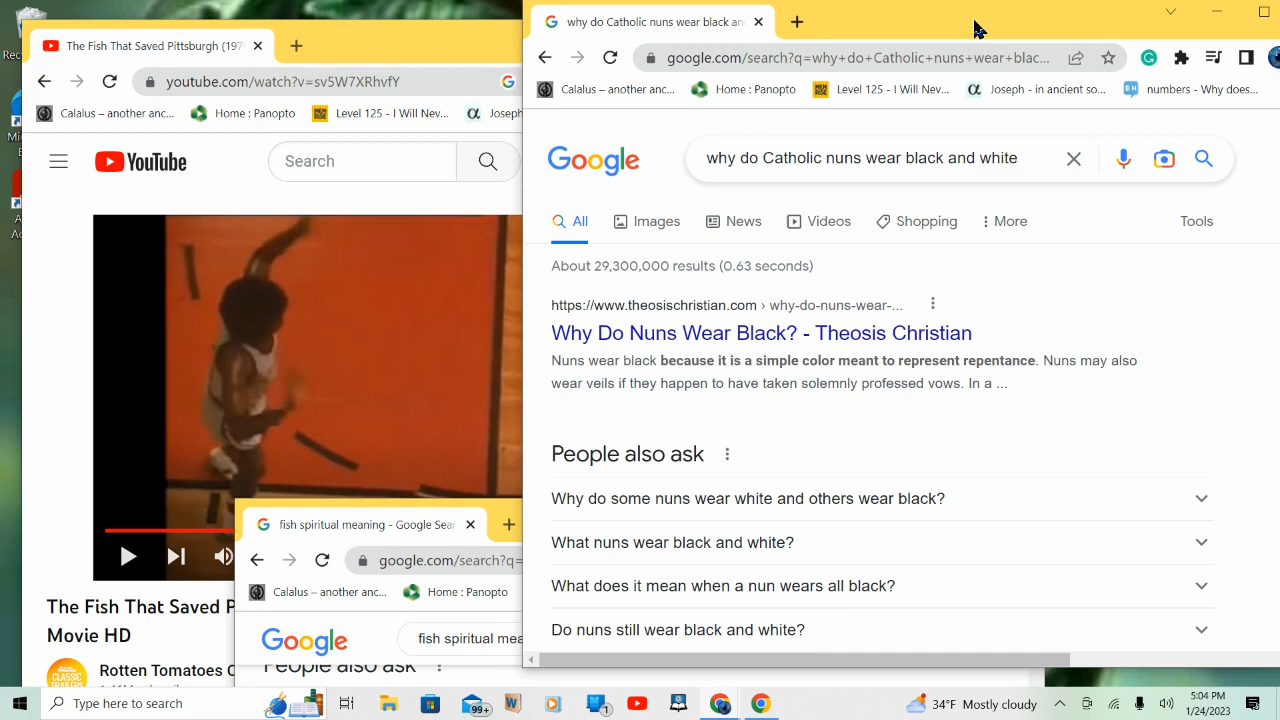 The Fish That Saved Pittsburgh (197
youtube.com/watch?v=sv5W7XRhvfY
Calalus – another anc...
Home : Panopto
Level 125 - I Will Nev...
Joseph
YouTube
Search
The Fish That Saved P
Movie HD
Rotten Tomatoes C
fish spiritual meaning - Google Sear
google.com/search?q=
Calalus – another anc...
Home : Panopto
Google
fish spiritual mea
People also ask
why do Catholic nuns wear black an
google.com/search?q=why+do+Catholic+nuns+wear+blac...
Calalus – another anc...
Home : Panopto
Level 125 - I Will Nev...
Joseph - in ancient so...
numbers - Why does...
Google
why do Catholic nuns wear black and white
All
Images
News
Videos
Shopping
More
Tools
About 29,300,000 results (0.63 seconds)
https://www.theosischristian.com › why-do-nuns-wear-...
Why Do Nuns Wear Black? - Theosis Christian
Nuns wear black because it is a simple color meant to represent repentance. Nuns may also
wear veils if they happen to have taken solemnly professed vows. In a ...
People also ask
Why do some nuns wear white and others wear black?
What nuns wear black and white?
What does it mean when a nun wears all black?
Do nuns still wear black and white?
Type here to search
99+
1
34°F Mostly cloudy
5:04 PM
1/24/2023